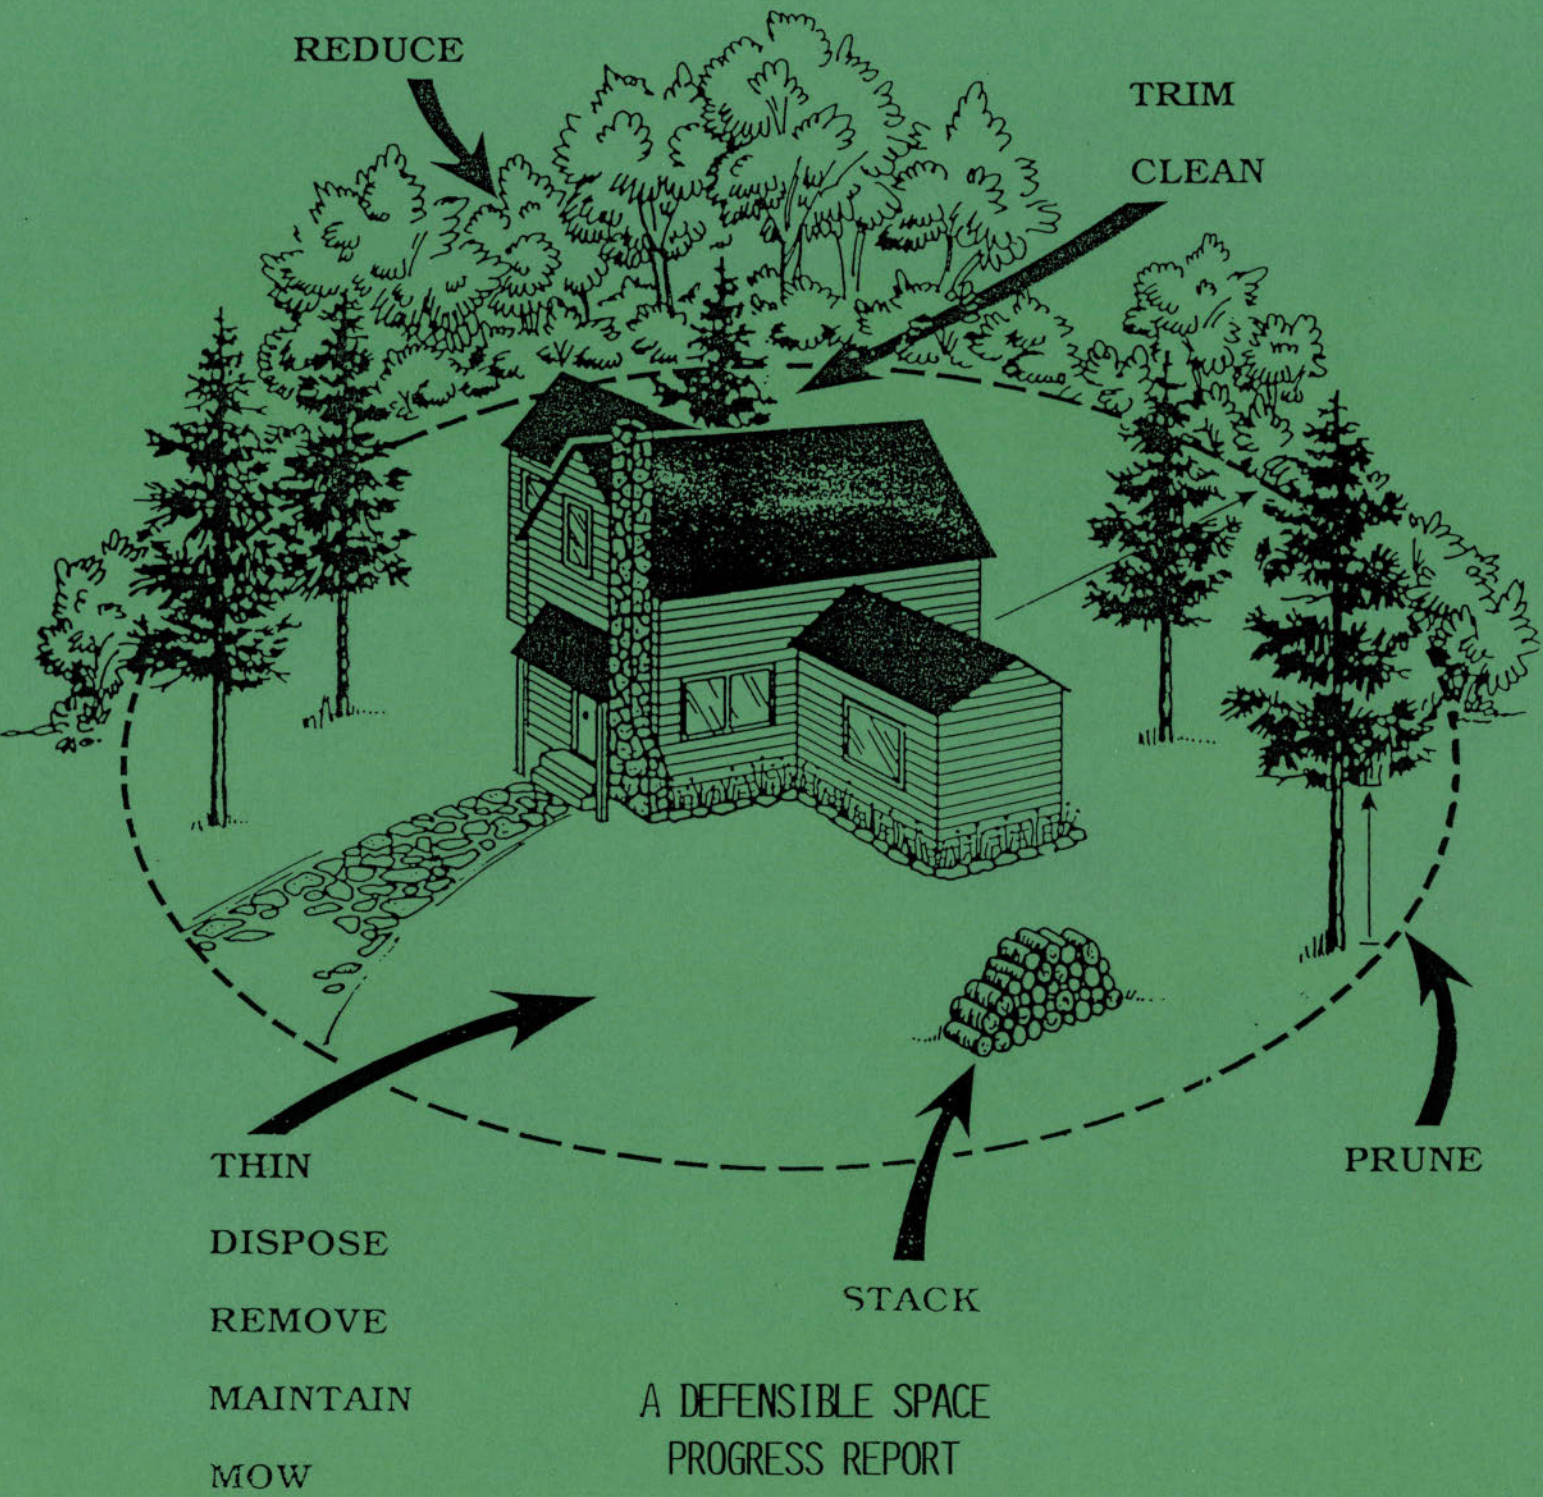 REDUCE
TRIM
CLEAN
THIN
DISPOSE
REMOVE
MAINTAIN
MOW
STACK
PRUNE
A DEFENSIBLE SPACE
PROGRESS REPORT